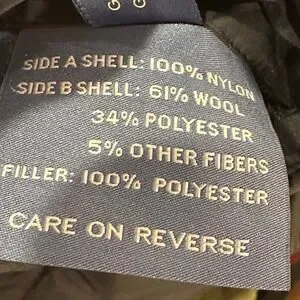 SIDE A SHELL: 100% NYLON
SIDE B SHELL: 61% WOOL
34% POLYESTER
5% OTHER FIBERS
FILLER: 100% POLYESTER
CARE ON REVERSE